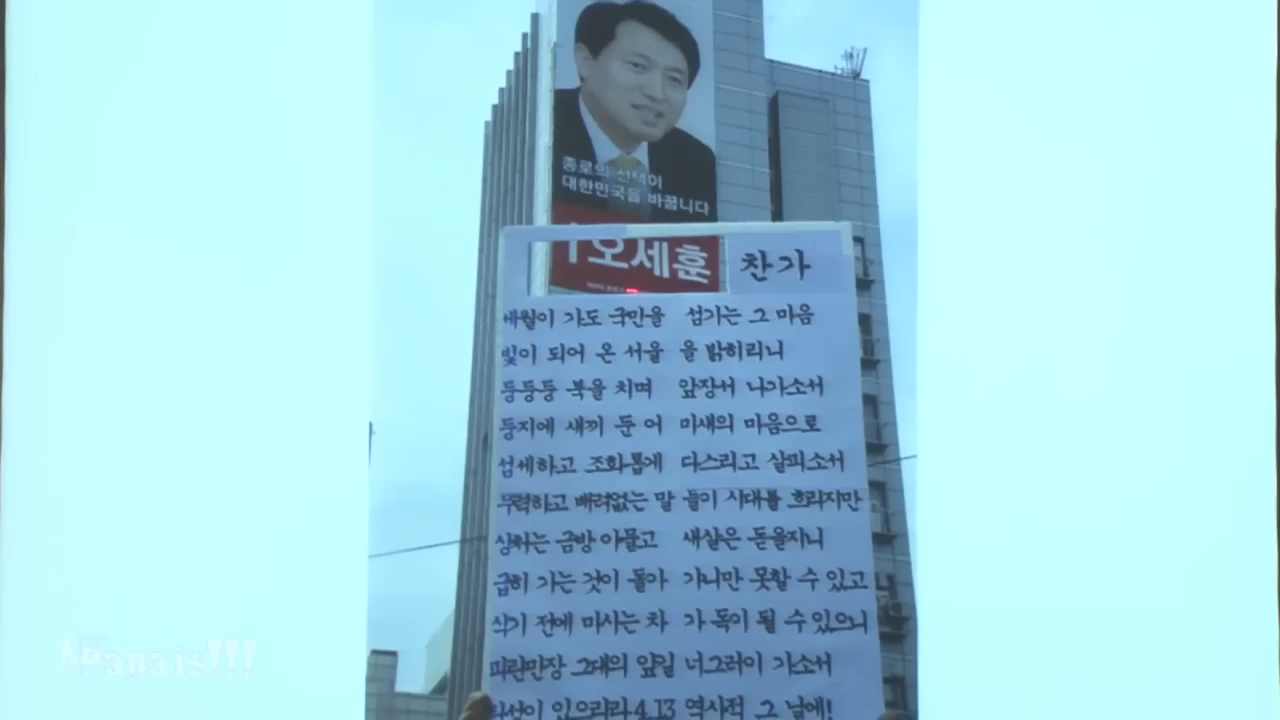 종로의 선택이
대한민국을 바꿉니다
1 오세훈 찬가
세월이 가도 국민을 섬기는 그 마음
빛이 되어 온 서울 을 밝히리니
둥둥둥 북을 치며 앞장서 나가소서
둥지에 새끼 둔 어 미새의 마음으로
섬세하고 조화롭게 다스리고 살피소서
무력하고 배려없는 말 들이 시대를 흐리지만
상처는 금방 아물고 새살은 돋을지니
급히 가는 것이 돌아 가니만 못할 수 있고
식기 전에 마시는 차 가 독이 될 수 있으니
파란만장 그대의 앞일 너그러이 가소서
있으리라 4.13 역사적 그 날에!
Papa is!!!